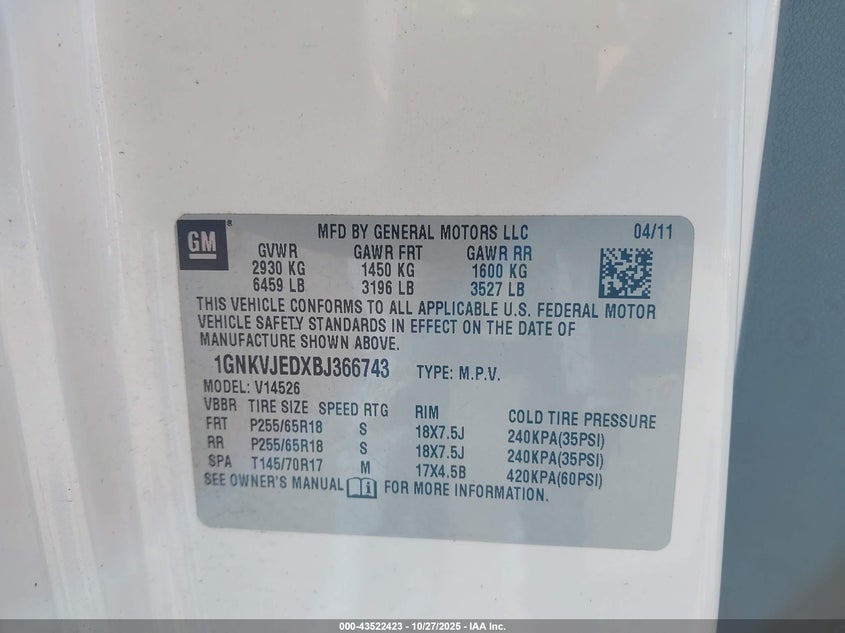 GM ®
MFD BY GENERAL MOTORS LLC 04/11
GVWR GAWR FRT GAWR RR
2930 KG 1450 KG 1600 KG
6459 LB 3196 LB 3527 LB
THIS VEHICLE CONFORMS TO ALL APPLICABLE U.S. FEDERAL MOTOR
VEHICLE SAFETY STANDARDS IN EFFECT ON THE DATE OF
MANUFACTURE SHOWN ABOVE.
1GNKVJEDXBJ366743 TYPE: M.P.V.
MODEL: V14526
VBBR TIRE SIZE SPEED RTG RIM COLD TIRE PRESSURE
FRT P255/65R18 S 18X7.5J 240KPA(35PSI)
RR P255/65R18 S 18X7.5J 240KPA(35PSI)
SPA T145/70R17 M 17X4.5B 420KPA(60PSI)
SEE OWNER'S MANUAL i FOR MORE INFORMATION.
000-43522423 - 10/27/2025 - IAA Inc.